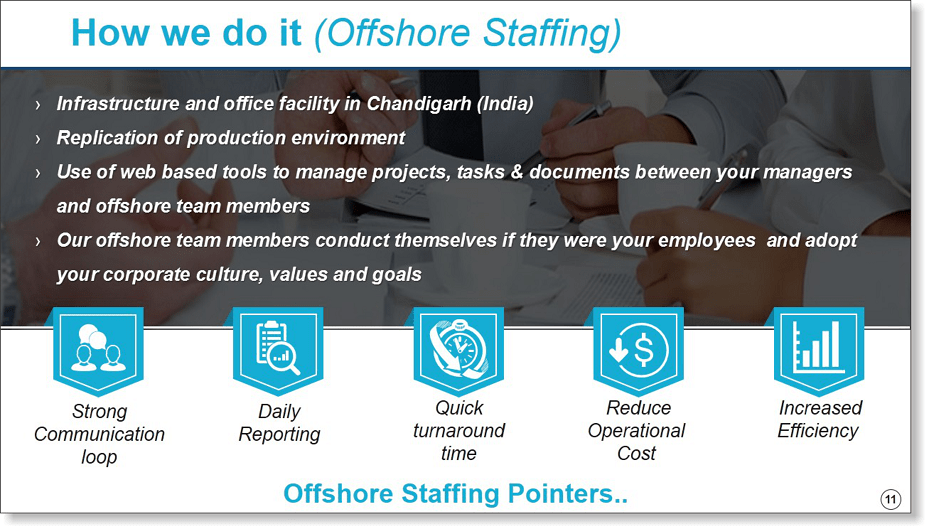 How we do it (Offshore Staffing)
› Infrastructure and office facility in Chandigarh (India)
› Replication of production environment
› Use of web based tools to manage projects, tasks & documents between your managers
and offshore team members
› Our offshore team members conduct themselves if they were your employees  and adopt
your corporate culture, values and goals
Strong
Communication
loop
Daily
Reporting
Quick
turnaround
time
Reduce
Operational
Cost
Increased
Efficiency
Offshore Staffing Pointers..
11